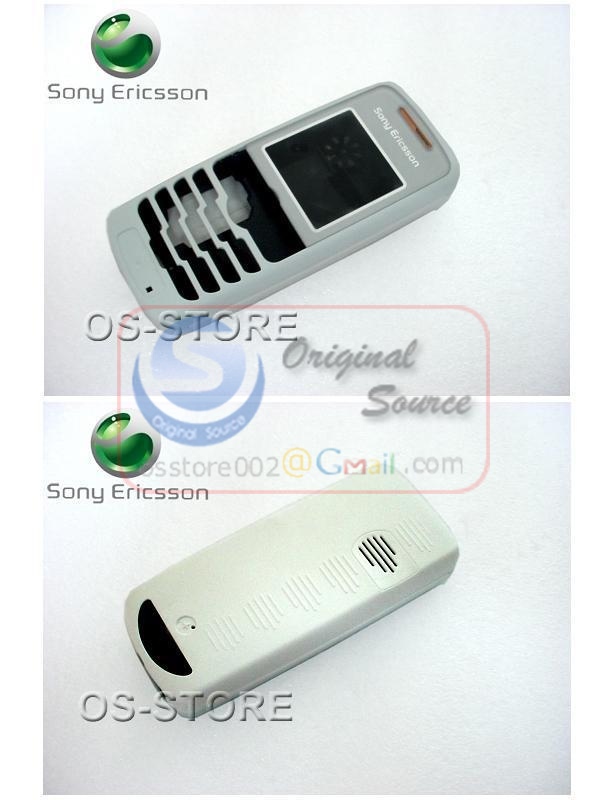 Sony Ericsson
Sony Ericsson
OS-STORE
Original
Source
Original Source
osstore002@Gmail.com
Sony Ericsson
OS-STORE